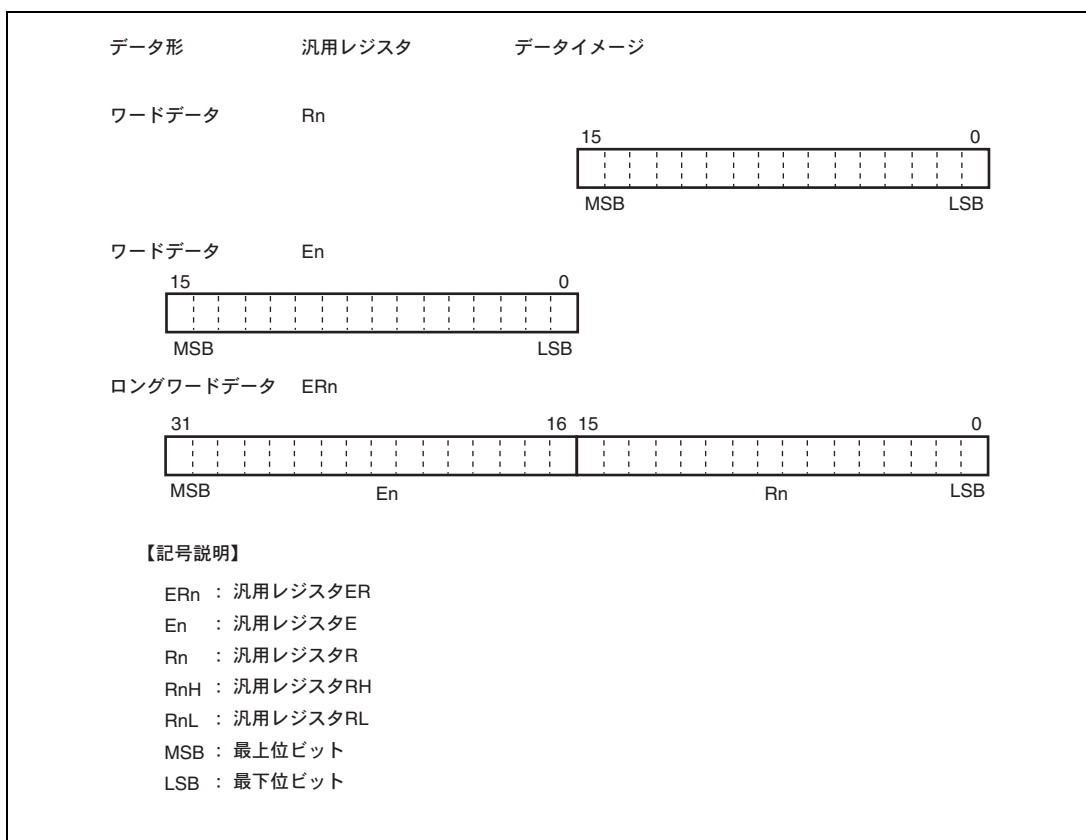 データ形 汎用レジスタ データイメージ
ワードデータ Rn
15 0
MSB LSB
ワードデータ En
15 0
MSB LSB
ロングワードデータ ERn
31 16 15 0
MSB En Rn LSB
【記号説明】
ERn : 汎用レジスタER
En : 汎用レジスタE
Rn : 汎用レジスタR
RnH : 汎用レジスタRH
RnL : 汎用レジスタRL
MSB : 最上位ビット
LSB : 最下位ビット